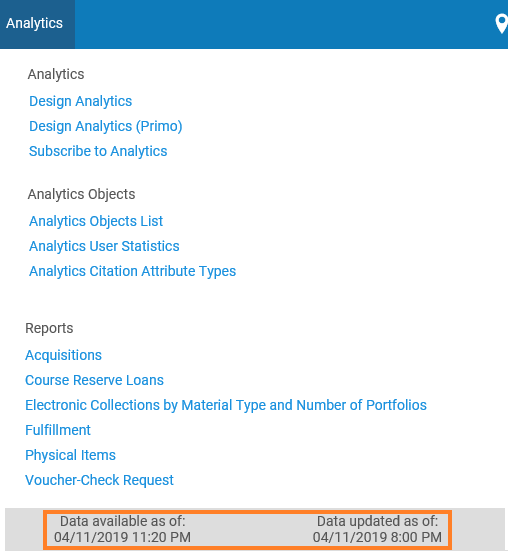 Analytics
Analytics
Design Analytics
Design Analytics (Primo)
Subscribe to Analytics
Analytics Objects
Analytics Objects List
Analytics User Statistics
Analytics Citation Attribute Types
Reports
Acquisitions
Course Reserve Loans
Electronic Collections by Material Type and Number of Portfolios
Fulfillment
Physical Items
Voucher-Check Request
Data available as of: Data updated as of:
04/11/2019 11:20 PM 04/11/2019 8:00 PM